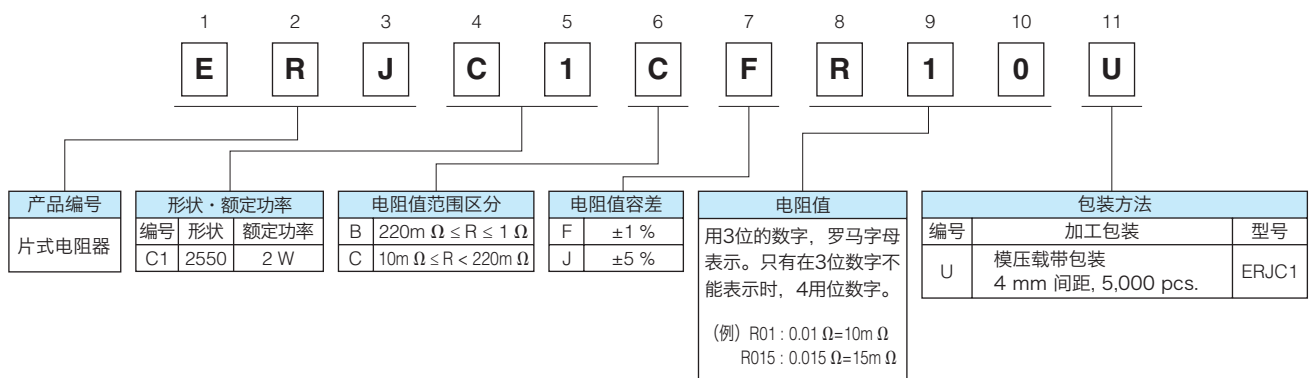 1 2 3 4 5 6 7 8 9 10 11
E R J C 1 C F R 1 0 U
产品编号
片式电阻器
形状・额定功率
编号 形状 额定功率
C1 2550 2 W
电阻值范围区分
B 220m Ω ≤ R ≤ 1 Ω
C 10m Ω ≤ R < 220m Ω
电阻值容差
F ±1 %
J ±5 %
电阻值
用3位的数字，罗马字母
表示。只有在3位数字不
能表示时，4用位数字。
(例) R01 : 0.01 Ω=10m Ω
R015 : 0.015 Ω=15m Ω
包装方法
编号 加工包装 型号
U 模压载带包装 ERJC1
4 mm 间距, 5,000 pcs.